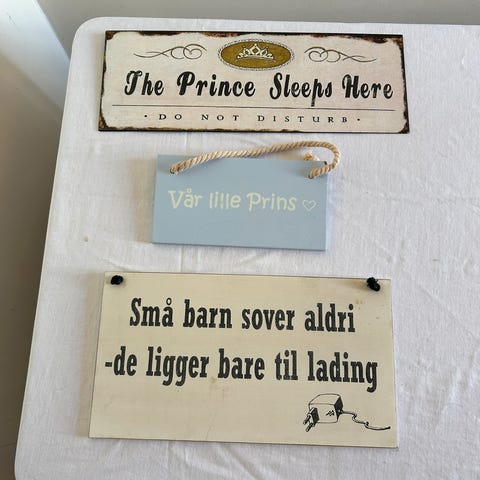 The Prince Sleeps Here
· DO NOT DISTURB ·
Vår lille Prins ♡
Små barn sover aldri
-de ligger bare til lading